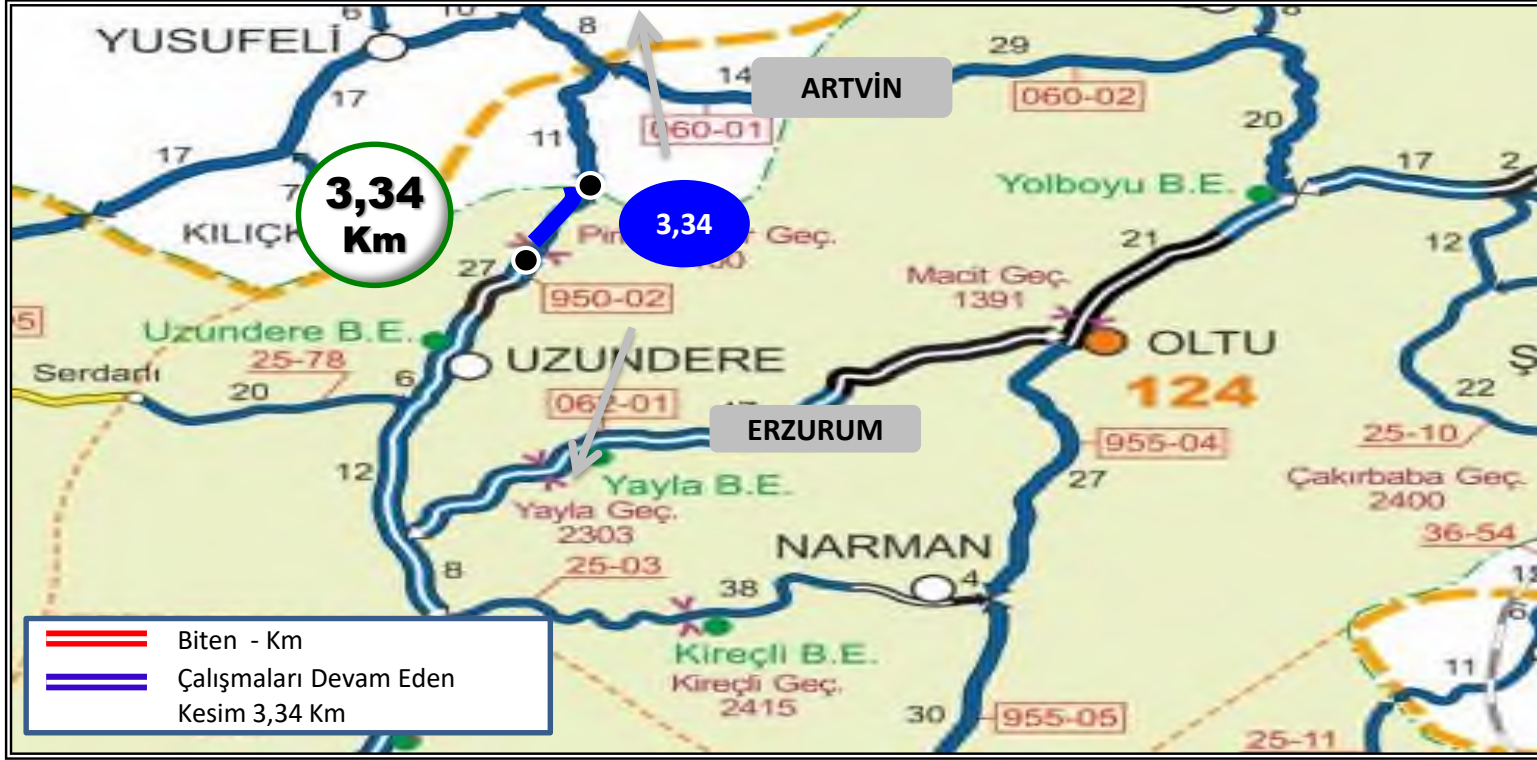 6
10
8
YUSUFELİ
29
14
ARTVİN
060-02
17
060-01
11
20
17
17
2
7
3,34
Km
Yolboyu B.E.
3,34
KILIÇK
Geç.
21
12
27
Macit Geç.
1391
950-02
Uzundere B.E.
OLTU
UZUNDERE
25-78
Serdarlı
6
20
124
22
062-01
ERZURUM
955-04
25-10
12
27
Yayla B.E.
Çakırbaba Geç.
2400
Yayla Geç.
2303
36-54
NARMAN
8
25-03
38
4
6
Kireçli B.E.
Kireçli Geç.
2415
11
30
955-05
25-11
Biten - Km
Çalışmaları Devam Eden
Kesim 3,34 Km